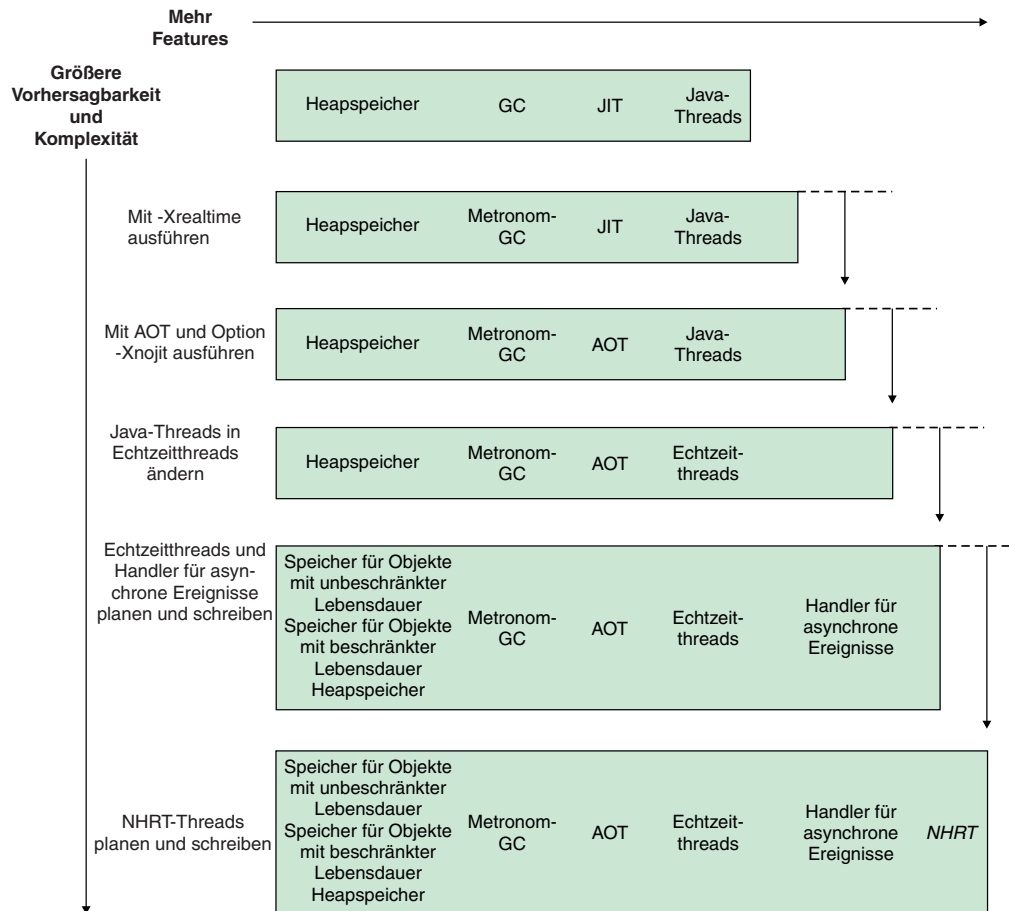 Mehr
Features
Größere
Vorhersagbarkeit
und
Komplexität
Heapspeicher
GC
JIT
Java-
Threads
Mit -Xrealtime
ausführen
Heapspeicher
Metronom-
GC
JIT
Java-
Threads
Mit AOT und Option
-Xnojit ausführen
Heapspeicher
Metronom-
GC
AOT
Java-
Threads
Java-Threads in
Echtzeitthreads
ändern
Heapspeicher
Metronom-
GC
AOT
Echtzeit-
threads
Echtzeitthreads und
Handler für asyn-
chrone Ereignisse
planen und schreiben
Speicher für Objekte
mit unbeschränkter
Lebensdauer
Speicher für Objekte
mit beschränkter
Lebensdauer
Heapspeicher
Metronom-
GC
AOT
Echtzeit-
threads
Handler für
asynchrone
Ereignisse
NHRT-Threads
planen und schreiben
Speicher für Objekte
mit unbeschränkter
Lebensdauer
Speicher für Objekte
mit beschränkter
Lebensdauer
Heapspeicher
Metronom-
GC
AOT
Echtzeit-
threads
Handler für
asynchrone
Ereignisse
NHRT